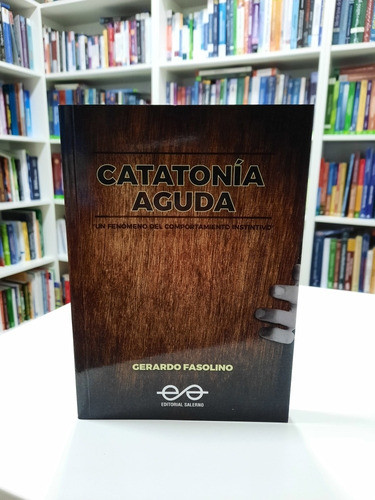 CATATONÍA
AGUDA
"UN FENÓMENO DEL COMPORTAMIENTO INSTINTIVO"
GERARDO FASOLINO
EDITORIAL SALERNO